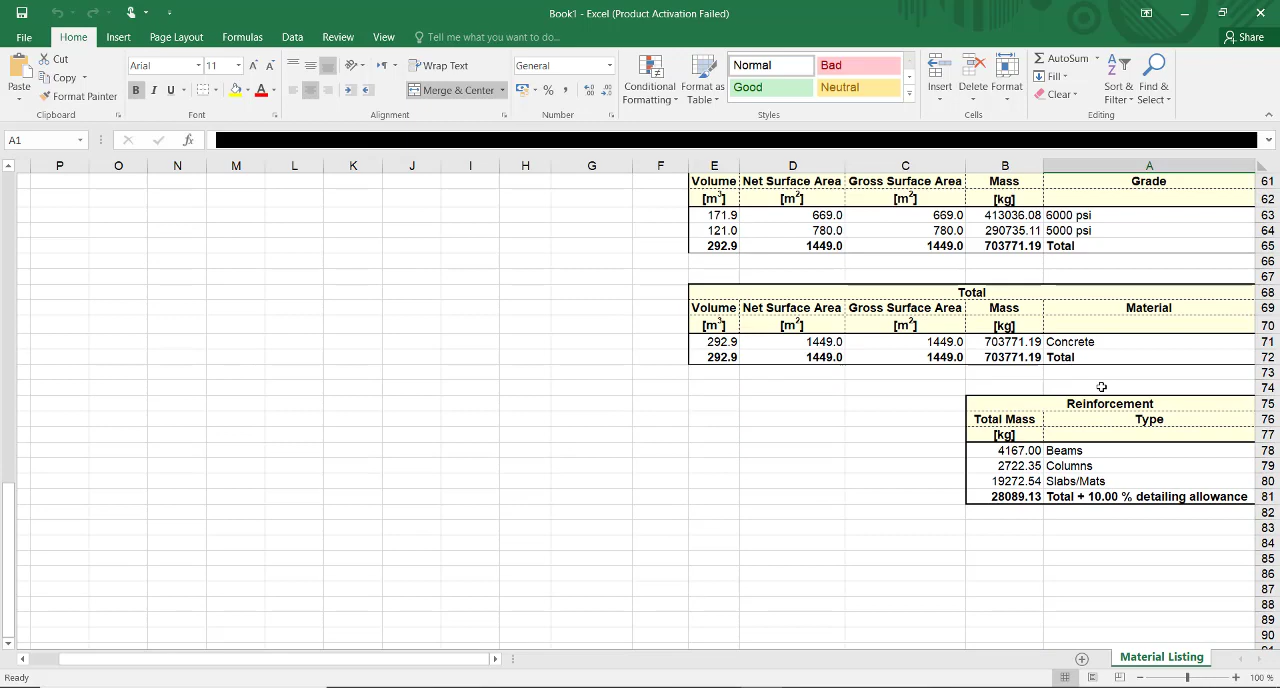 Book1 - Excel (Product Activation Failed)
File Home Insert Page Layout Formulas Data Review View Tell me what you want to do... Share
Paste Cut Copy Format Painter Clipboard
Arial 11 B I U A Font
Wrap Text Merge & Center Alignment
General % , Number
Conditional Formatting Format as Table Normal Bad Good Neutral Styles
Insert Delete Format Cells
AutoSum Fill Clear Sort & Filter Find & Select Editing
A1 fx
P O N M L K J I H G F E D C B A
Volume Net Surface Area Gross Surface Area Mass Grade 61
[m³] [m²] [m²] [kg] 62
171.9 669.0 669.0 413036.08 6000 psi 63
121.0 780.0 780.0 290735.11 5000 psi 64
292.9 1449.0 1449.0 703771.19 Total 65
66
67
Total 68
Volume Net Surface Area Gross Surface Area Mass Material 69
[m³] [m²] [m²] [kg] 70
292.9 1449.0 1449.0 703771.19 Concrete 71
292.9 1449.0 1449.0 703771.19 Total 72
73
74
Reinforcement 75
Total Mass Type 76
[kg] 77
4167.00 Beams 78
2722.35 Columns 79
19272.54 Slabs/Mats 80
28089.13 Total + 10.00 % detailing allowance 81
82
83
84
85
86
87
88
89
90
Material Listing
Ready 100 %